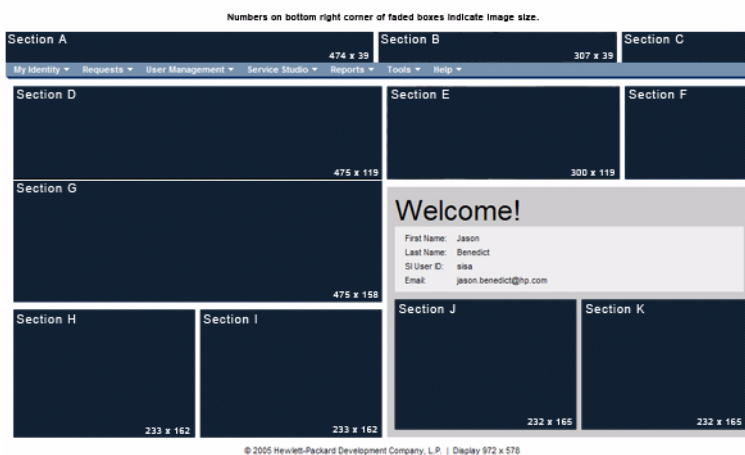 Numbers on bottom right corner of faded boxes indicate image size.
Section A
474 x 39
Section B
307 x 39
Section C
My Identity Requests User Management Service Studio Reports Tools Help
Section D
475 x 119
Section E
300 x 119
Section F
Section G
475 x 158
Welcome!
First Name: Jason
Last Name: Benedict
SI User ID: sisa
Email: jason.benedict@hp.com
Section H
233 x 162
Section I
233 x 162
Section J
232 x 165
Section K
232 x 165
© 2005 Hewlett-Packard Development Company, L.P. | Display 972 x 578